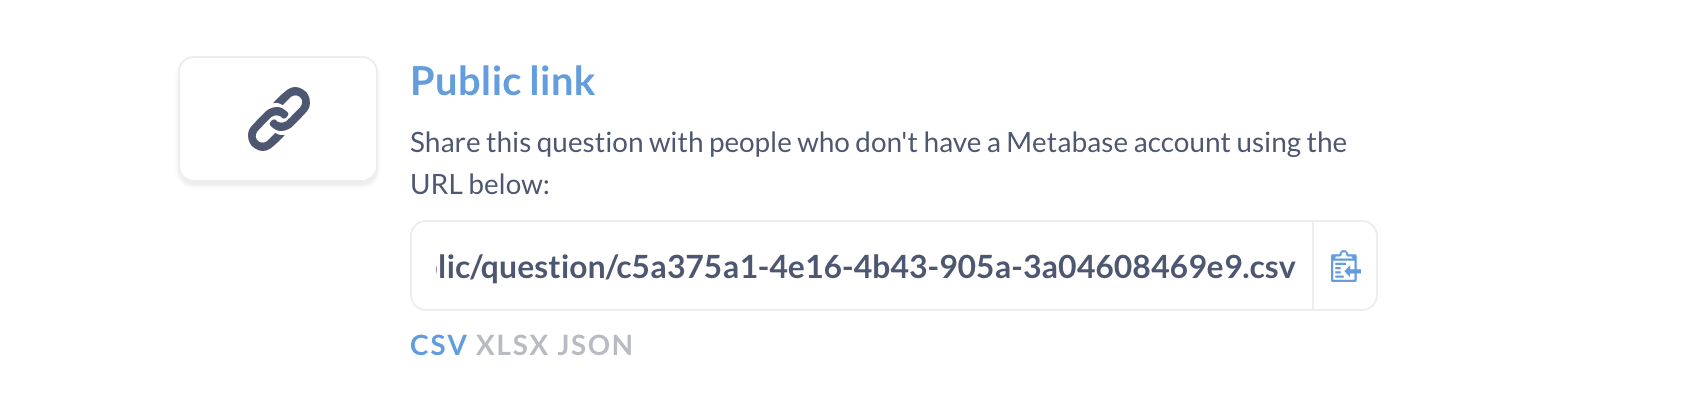 Public link
Share this question with people who don't have a Metabase account using the
URL below:
lic/question/c5a375a1-4e16-4b43-905a-3a04608469e9.csv
CSV XLSX JSON